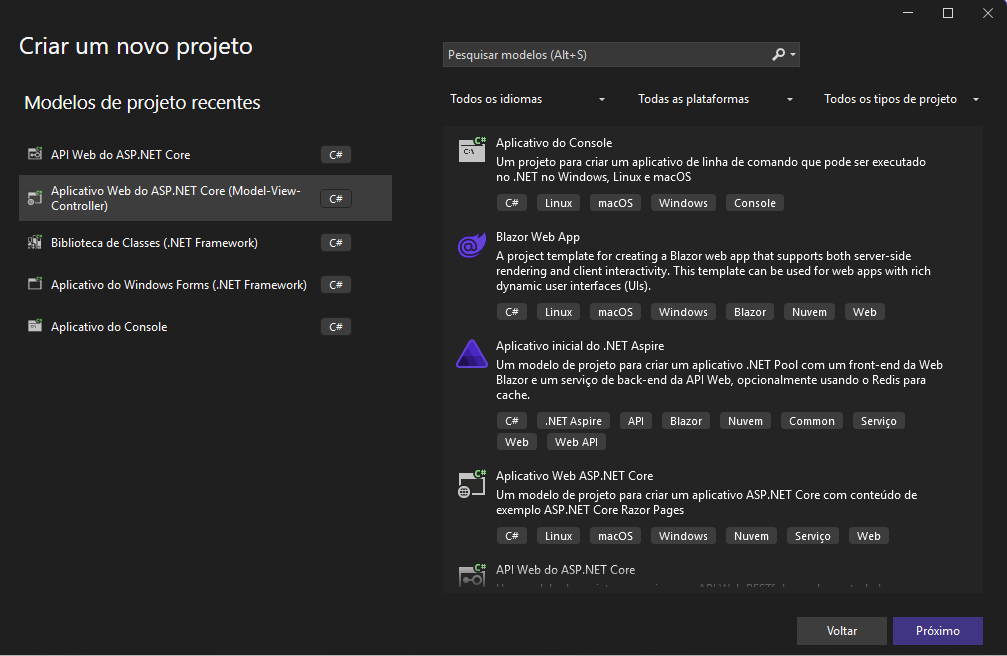 Criar um novo projeto
Modelos de projeto recentes
API Web do ASP.NET Core
C#
Aplicativo Web do ASP.NET Core (Model-View-
Controller)
C#
Biblioteca de Classes (.NET Framework)
C#
Aplicativo do Windows Forms (.NET Framework)
C#
Aplicativo do Console
C#
Pesquisar modelos (Alt+S)
Todos os idiomas
Todas as plataformas
Todos os tipos de projeto
C#
C:\
Aplicativo do Console
Um projeto para criar um aplicativo de linha de comando que pode ser executado
no .NET no Windows, Linux e macOS
C# Linux macOS Windows Console
Blazor Web App
A project template for creating a Blazor web app that supports both server-side
rendering and client interactivity. This template can be used for web apps with rich
dynamic user interfaces (UIs).
C# Linux macOS Windows Blazor Nuvem Web
Aplicativo inicial do .NET Aspire
Um modelo de projeto para criar um aplicativo .NET Pool com um front-end da Web
Blazor e um serviço de back-end da API Web, opcionalmente usando o Redis para
cache.
C# .NET Aspire API Blazor Nuvem Common Serviço
Web Web API
C#
Aplicativo Web ASP.NET Core
Um modelo de projeto para criar um aplicativo ASP.NET Core com conteúdo de
exemplo ASP.NET Core Razor Pages
C# Linux macOS Windows Nuvem Serviço Web
C#
API Web do ASP.NET Core
Voltar
Próximo